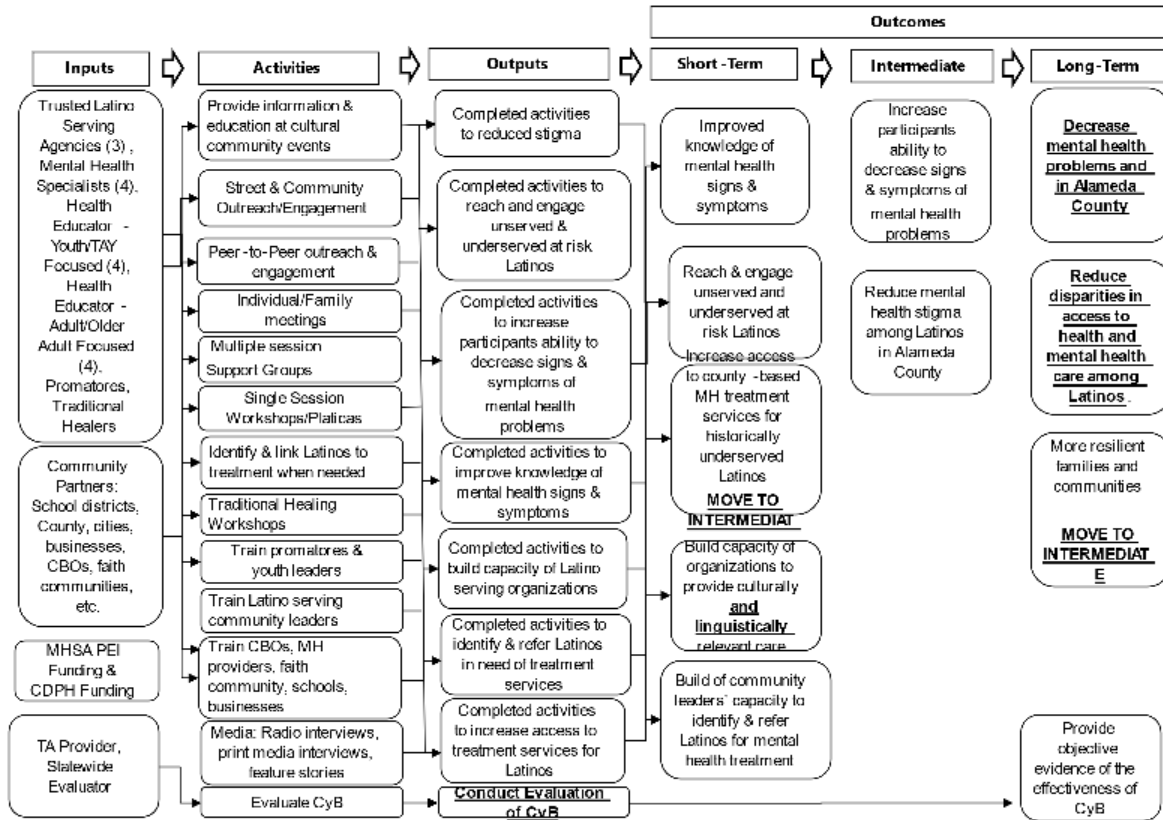 Outcomes
Inputs
Activities
Outputs
Short -Term
Intermediate
Long-Term
Trusted Latino
Serving
Agencies (3) ,
Mental Health
Specialists (4),
Health
Educator -
Youth/TAY
Focused (4),
Health
Educator -
Adult/Older
Adult Focused
(4),
Promatores,
Traditional
Healers
Community
Partners:
School districts,
County, cities,
businesses,
CBOs, faith
communities,
etc.
MHSA PEI
Funding &
CDPH Funding
TA Provider,
Statewide
Evaluator
Provide information &
education at cultural
community events
Street & Community
Outreach/Engagement
Peer -to-Peer outreach &
engagement
Individual/Family
meetings
Multiple session
Support Groups
Single Session
Workshops/Platicas
Identify & link Latinos to
treatment when needed
Traditional Healing
Workshops
Train promatores &
youth leaders
Train Latino serving
community leaders
Train CBOs, MH
providers, faith
community, schools,
businesses
Media: Radio interviews,
print media interviews,
feature stories
Evaluate CyB
Completed activities
to reduced stigma
Completed activities to
reach and engage
unserved &
underserved at risk
Latinos
Completed activities
to increase
participants ability to
decrease signs &
symptoms of
mental health
problems
Completed activities to
improve knowledge of
mental health signs &
symptoms
Completed activities to
build capacity of Latino
serving organizations
Completed activities to
identify & refer Latinos
in need of treatment
services
Completed activities
to increase access to
treatment services for
Latinos
Conduct Evaluation
of CyB
Improved
knowledge of
mental health
signs &
symptoms
Reach & engage
unserved and
underserved at
risk Latinos
Increase access
to county -based
MH treatment
services for
historically
underserved
Latinos
MOVE TO
INTERMEDIAT
Build capacity of
organizations to
provide culturally
and
linguistically
relevant care
Build of community
leaders' capacity to
identify & refer
Latinos for mental
health treatment
Increase
participants
ability to
decrease signs
& symptoms of
mental health
problems
Reduce mental
health stigma
among Latinos
in Alameda
County
Decrease
mental health
problems and
in Alameda
County
Reduce
disparities in
access to
health and
mental health
care among
Latinos .
More resilient
families and
communities
MOVE TO
INTERMEDIAT
E
Provide
objective
evidence of the
effectiveness of
CyB